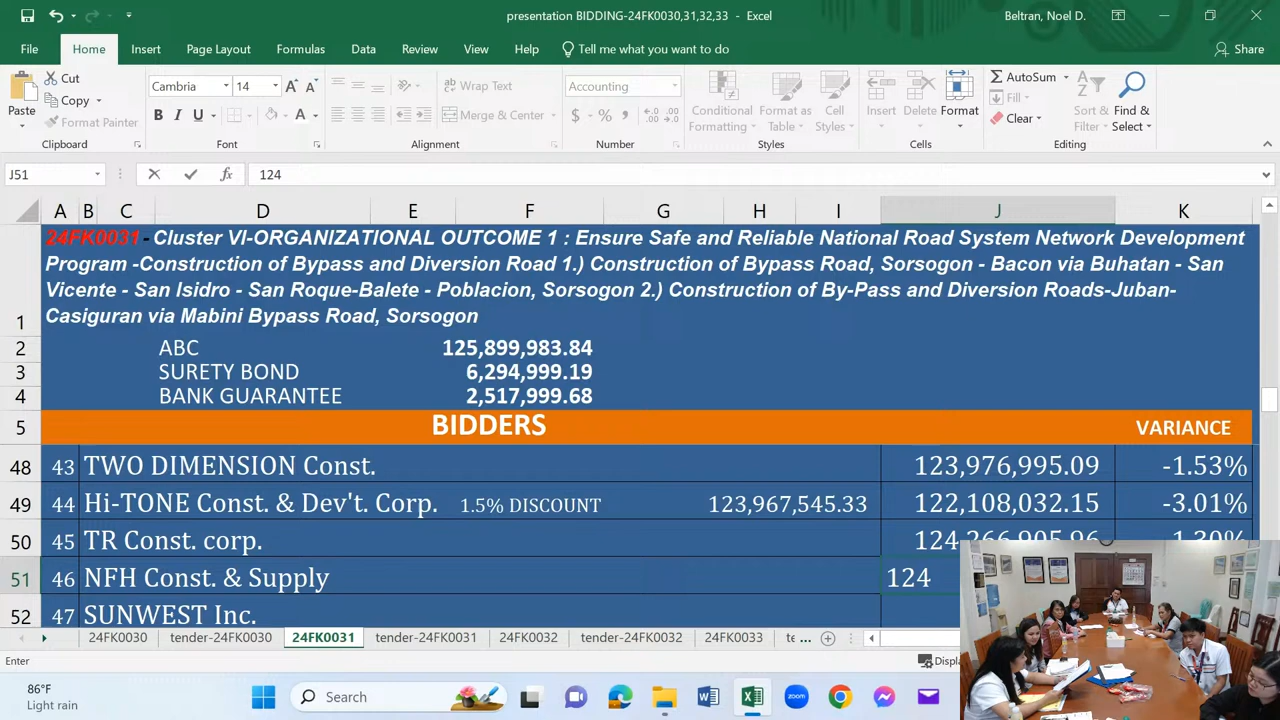 presentation BIDDING-24FK0030,31,32,33 - Excel
Beltran, Noel D.
File Home Insert Page Layout Formulas Data Review View Help Tell me what you want to do Share
Paste Cut Copy Format Painter Clipboard
Cambria 14 B I U A Font
Wrap Text Merge & Center Alignment
Accounting $ % Number
Conditional Formatting Format as Table Cell Styles Styles
Insert Delete Format Cells
AutoSum Fill Clear Sort & Filter Find & Select Editing
J51 fx 124
A B C D E F G H I J K
1 24FK0031- Cluster VI-ORGANIZATIONAL OUTCOME 1 : Ensure Safe and Reliable National Road System Network Development
Program -Construction of Bypass and Diversion Road 1.) Construction of Bypass Road, Sorsogon - Bacon via Buhatan - San
Vicente - San Isidro - San Roque-Balete - Poblacion, Sorsogon 2.) Construction of By-Pass and Diversion Roads-Juban-
Casiguran via Mabini Bypass Road, Sorsogon
2 ABC 125,899,983.84
3 SURETY BOND 6,294,999.19
4 BANK GUARANTEE 2,517,999.68
5 BIDDERS VARIANCE
48 43 TWO DIMENSION Const. 123,976,995.09 -1.53%
49 44 Hi-TONE Const. & Dev't. Corp. 1.5% DISCOUNT 123,967,545.33 122,108,032.15 -3.01%
50 45 TR Const. corp. 124,266,905.96 -1.30%
51 46 NFH Const. & Supply 124
52 47 SUNWEST Inc.
24FK0030 tender-24FK0030 24FK0031 tender-24FK0031 24FK0032 tender-24FK0032 24FK0033 te ...
Enter
86°F
Light rain
Search
zoom